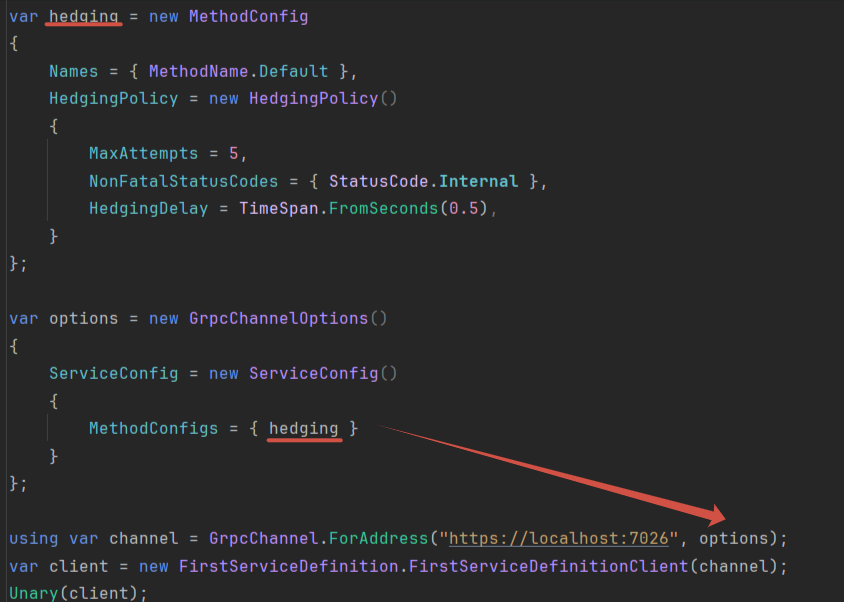 var hedging = new MethodConfig
{
    Names = { MethodName.Default },
    HedgingPolicy = new HedgingPolicy()
    {
        MaxAttempts = 5,
        NonFatalStatusCodes = { StatusCode.Internal },
        HedgingDelay = TimeSpan.FromSeconds(0.5),
    }
};
var options = new GrpcChannelOptions()
{
    ServiceConfig = new ServiceConfig()
    {
        MethodConfigs = { hedging }
    }
};
using var channel = GrpcChannel.ForAddress("https://localhost:7026", options);
var client = new FirstServiceDefinition.FirstServiceDefinitionClient(channel);
Unary(client);